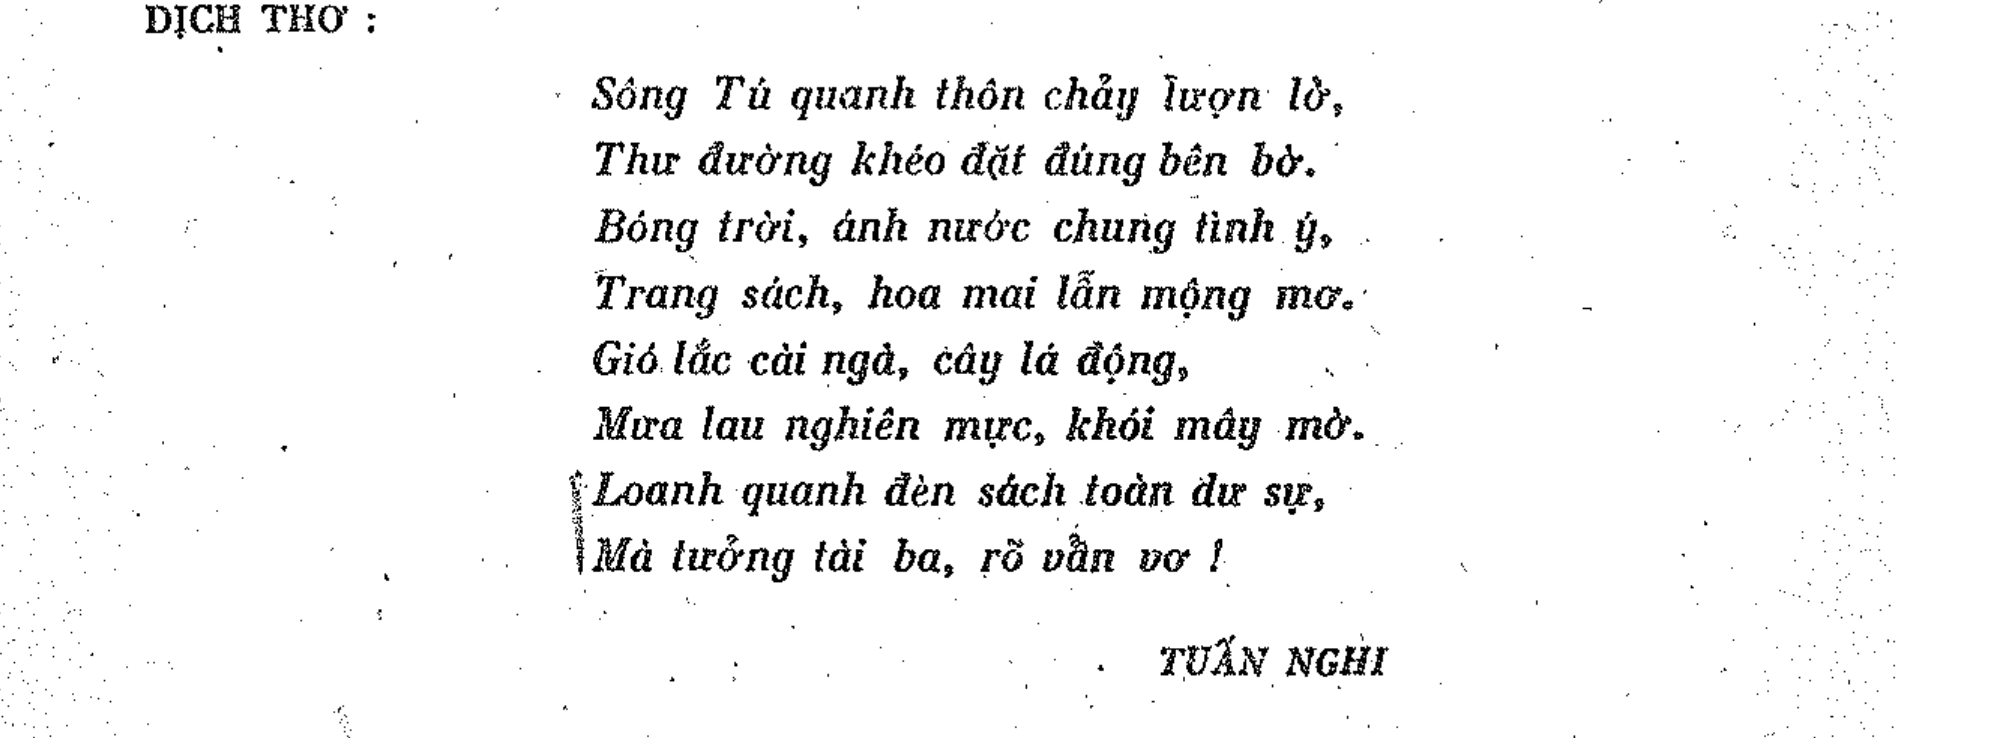 DỊCH THƠ :
Sông Tú quanh thôn chảy lượn lờ,
Thư đường khéo đặt đúng bên bờ.
Bóng trời, ánh nước chung tình ý,
Trang sách, hoa mai lẫn mộng mơ.
Gió lắc cài ngà, cây lá động,
Mưa lau nghiên mực, khói mây mờ.
Loanh quanh đèn sách toàn dư sự,
Mà tưởng tài ba, rõ vẩn vơ !
TUẤN NGHI